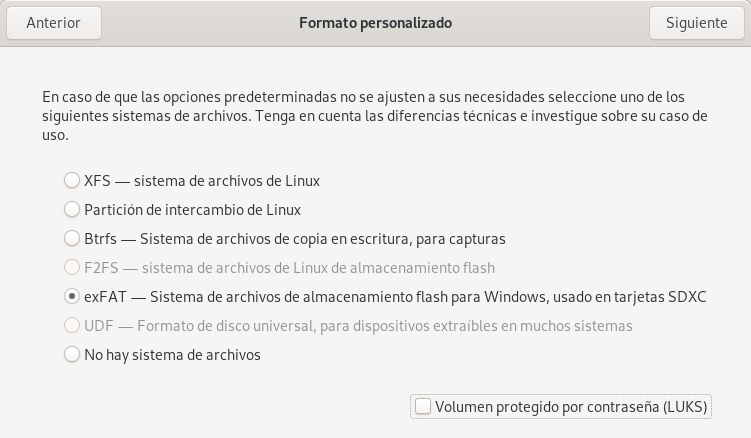 Anterior
Formato personalizado
Siguiente
En caso de que las opciones predeterminadas no se ajusten a sus necesidades seleccione uno de los
siguientes sistemas de archivos. Tenga en cuenta las diferencias técnicas e investigue sobre su caso de
uso.
XFS — sistema de archivos de Linux
Partición de intercambio de Linux
Btrfs — Sistema de archivos de copia en escritura, para capturas
F2FS — sistema de archivos de Linux de almacenamiento flash
exFAT — Sistema de archivos de almacenamiento flash para Windows, usado en tarjetas SDXC
UDF — Formato de disco universal, para dispositivos extraíbles en muchos sistemas
No hay sistema de archivos
Volumen protegido por contraseña (LUKS)